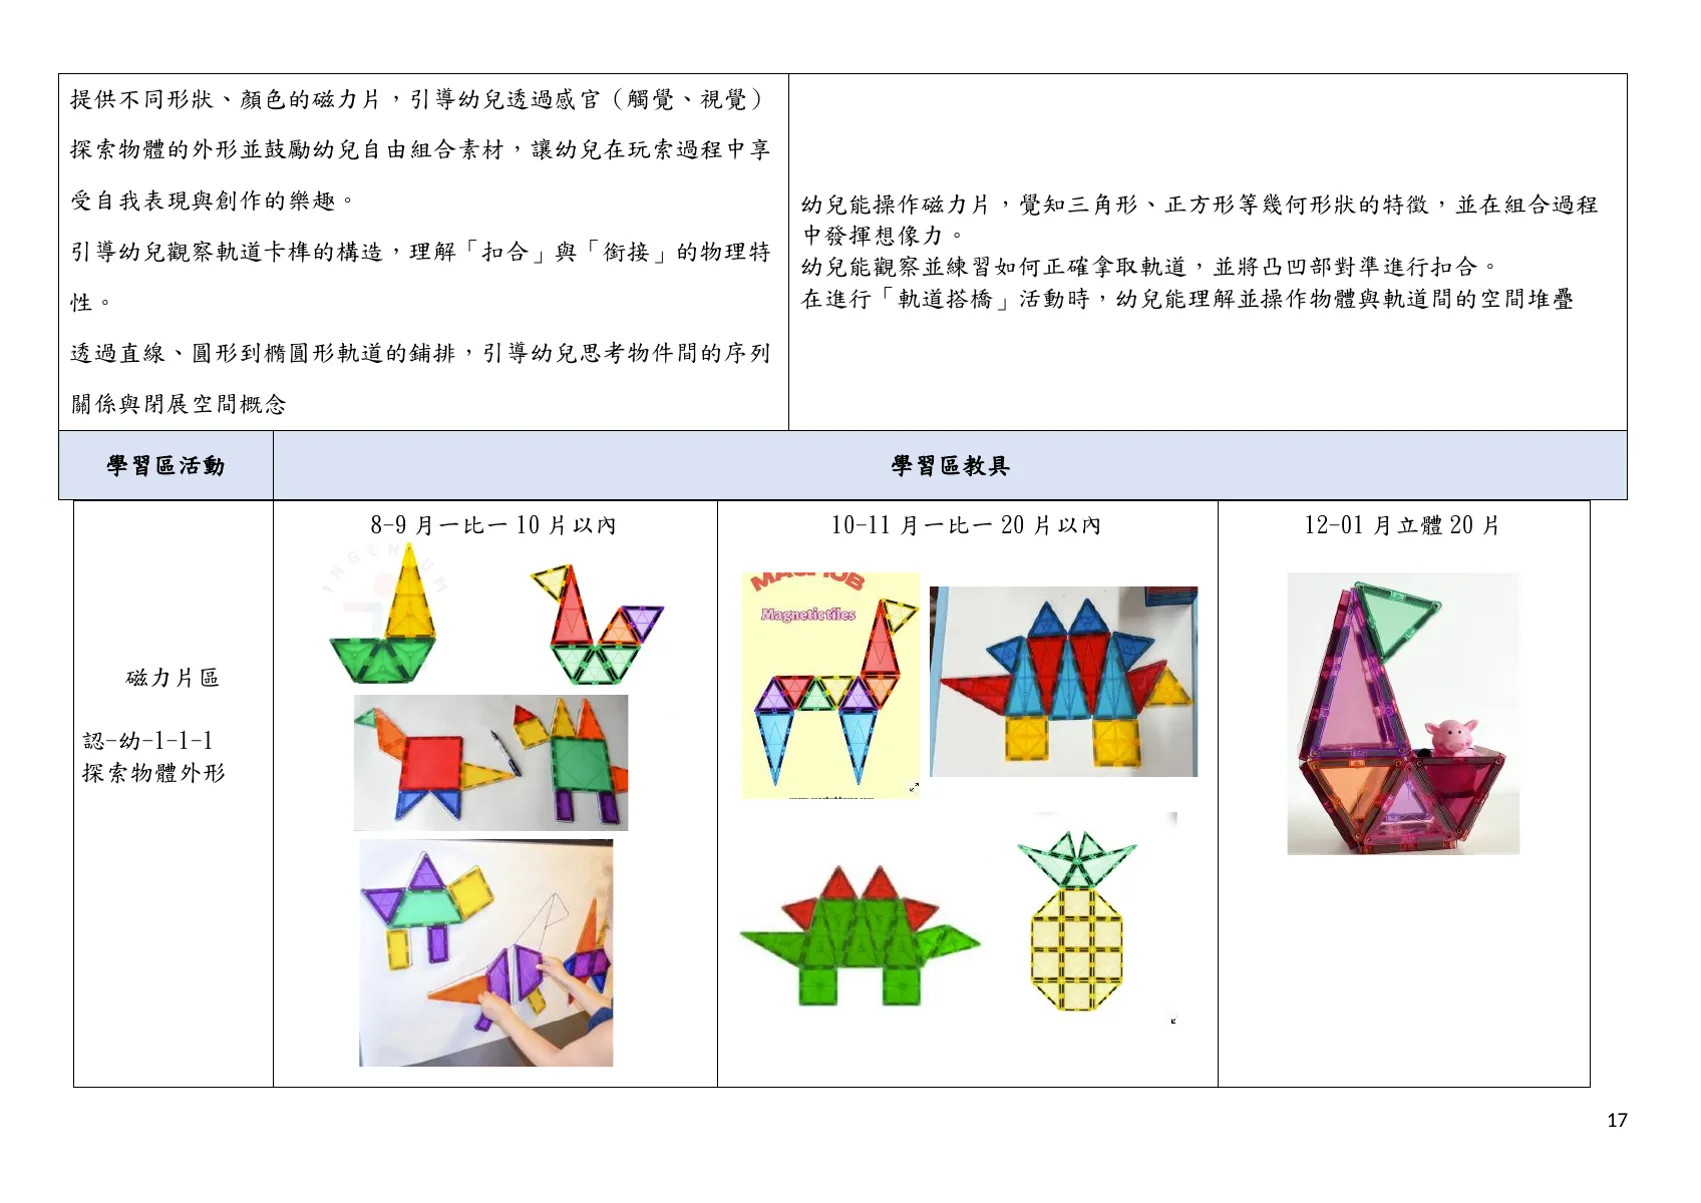 提供不同形狀、顏色的磁力片，引導幼兒透過感官（觸覺、視覺）
探索物體的外形並鼓勵幼兒自由組合素材，讓幼兒在玩索過程中享
受自我表現與創作的樂趣。
引導幼兒觀察軌道卡榫的構造，理解「扣合」與「銜接」的物理特
性。
透過直線、圓形到橢圓形軌道的鋪排，引導幼兒思考物件間的序列
關係與閉展空間概念
幼兒能操作磁力片，覺知三角形、正方形等幾何形狀的特徵，並在組合過程
中發揮想像力。
幼兒能觀察並練習如何正確拿取軌道，並將凸凹部對準進行扣合。
在進行「軌道搭橋」活動時，幼兒能理解並操作物體與軌道間的空間堆疊
學習區活動
學習區教具
磁力片區
認-幼-1-1-1
探索物體外形
8-9 月一比一 10 片以內
INGENIUM
10-11 月一比一 20 片以內
Magnetic tiles
12-01 月立體 20 片
17